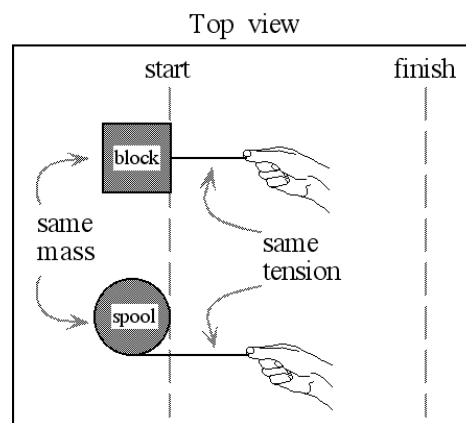 Top view
start
finish
block
same
mass
same
tension
spool